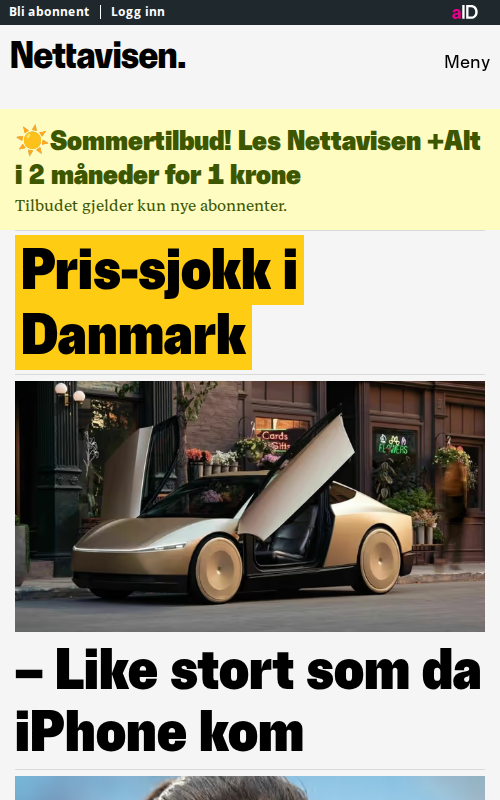 Bli abonnent
Logg inn
aID
Nettavisen.
Meny
☀️Sommertilbud! Les Nettavisen +Alt
i 2 måneder for 1 krone
Tilbudet gjelder kun nye abonnenter.
Pris-sjokk i
Danmark
Cards
Gifts
FLOWERS
– Like stort som da
iPhone kom